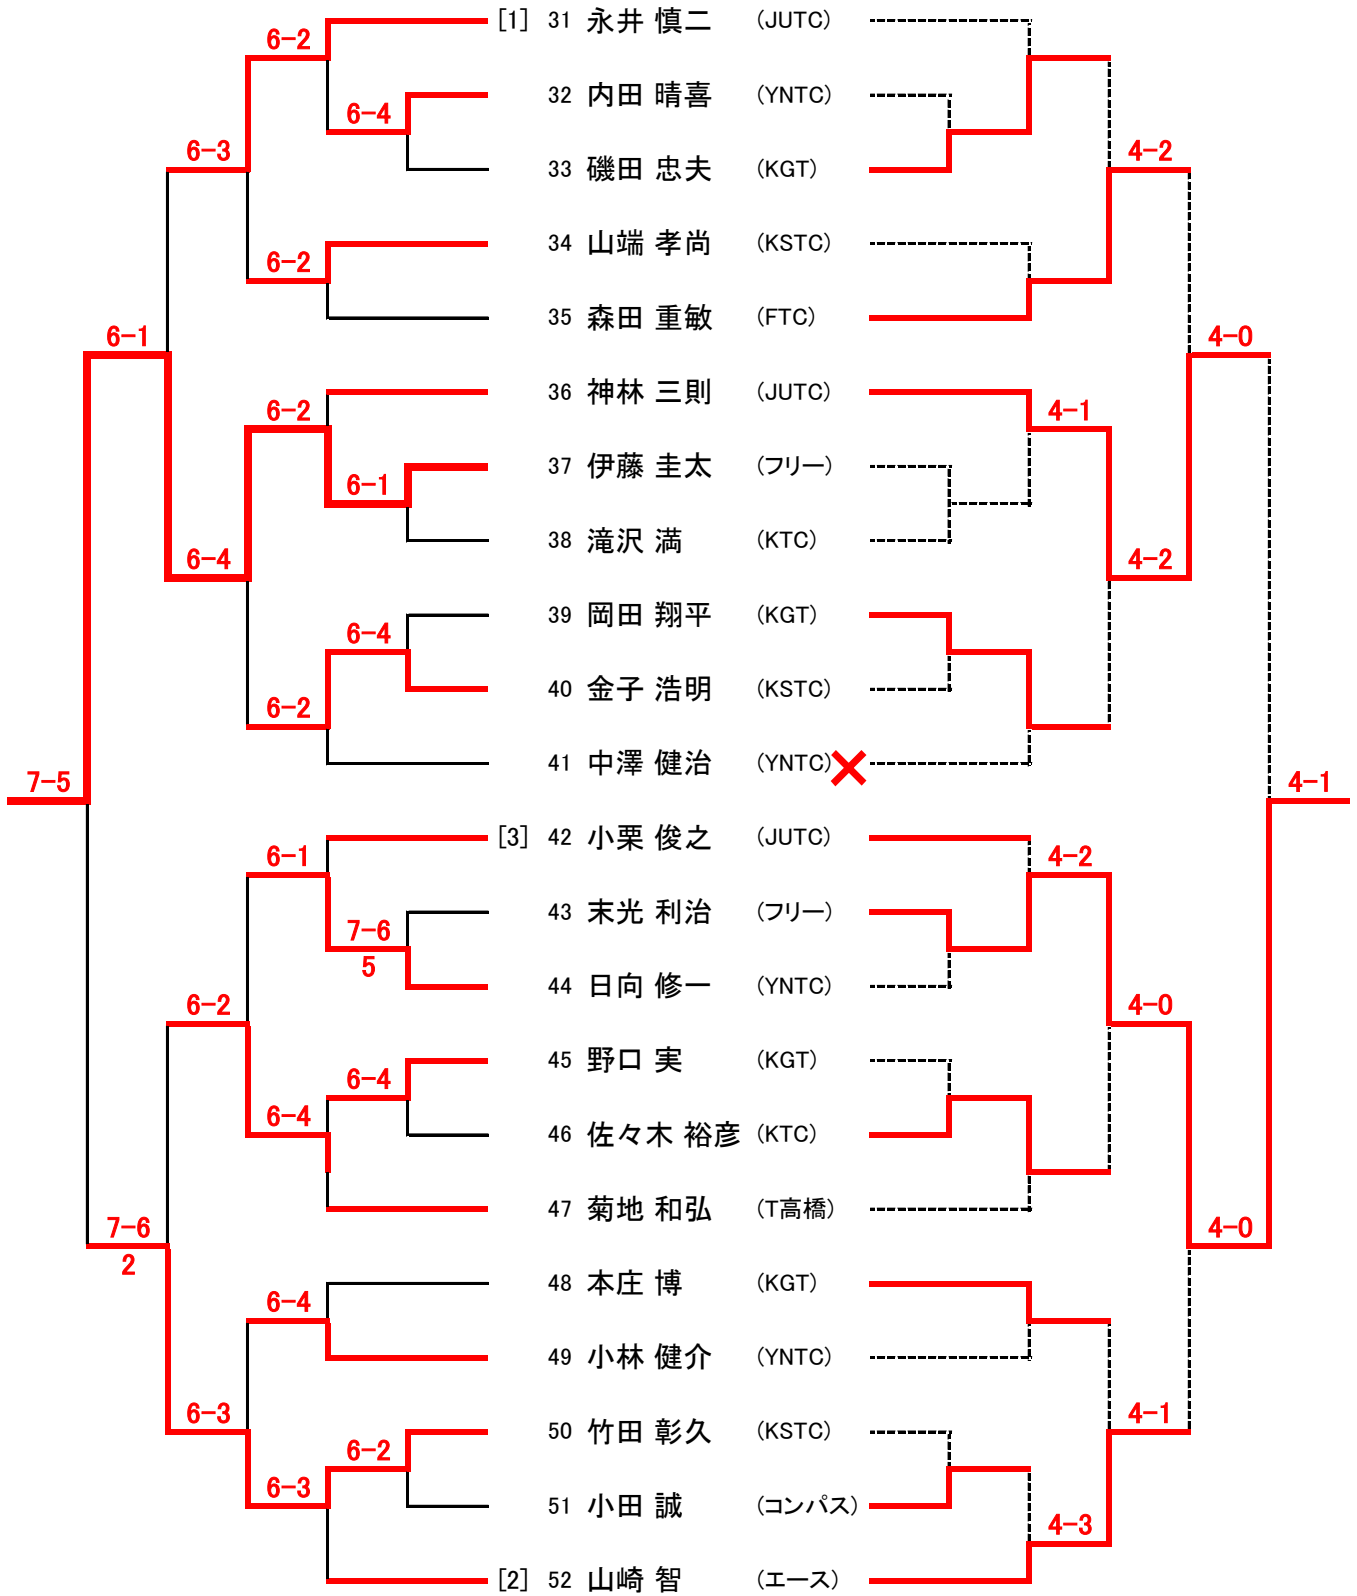 [1] 31 永井 慎二 (JUTC)
6-2
32 内田 晴喜 (YNTC)
6-4
6-3 4-2
33 磯田 忠夫 (KGT)
34 山端 孝尚 (KSTC)
6-2
35 森田 重敏 (FTC)
6-1 4-0
36 神林 三則 (JUTC)
6-2 4-1
37 伊藤 圭太 (フリー)
6-1
38 滝沢 満 (KTC)
6-4 4-2
39 岡田 翔平 (KGT)
6-4
40 金子 浩明 (KSTC)
6-2
41 中澤 健治 (YNTC)
7-5 4-1
[3] 42 小栗 俊之 (JUTC)
6-1 4-2
43 末光 利治 (フリー)
7-6
5
44 日向 修一 (YNTC)
6-2 4-0
45 野口 実 (KGT)
6-4
6-4
46 佐々木 裕彦 (KTC)
47 菊地 和弘 (T高橋)
7-6 4-0
2
48 本庄 博 (KGT)
6-4
49 小林 健介 (YNTC)
6-3 4-1
50 竹田 彰久 (KSTC)
6-2
6-3
51 小田 誠 (コンパス)
4-3
[2] 52 山崎 智 (エース)